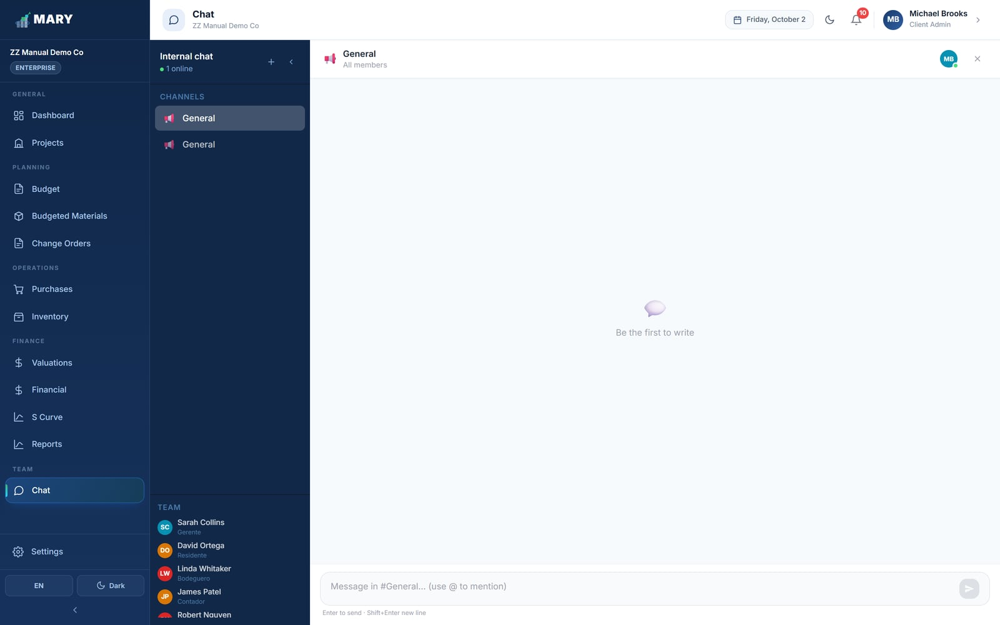 MARY
ZZ Manual Demo Co
ENTERPRISE
GENERAL
Dashboard
Projects
PLANNING
Budget
Budgeted Materials
Change Orders
OPERATIONS
Purchases
Inventory
FINANCE
Valuations
Financial
S Curve
Reports
TEAM
Chat
Settings
EN
Dark
Chat
ZZ Manual Demo Co
Friday, October 2
10
MB
Michael Brooks
Client Admin
Internal chat
1 online
CHANNELS
General
General
TEAM
SC
Sarah Collins
Gerente
DO
David Ortega
Residente
LW
Linda Whitaker
Bodeguero
JP
James Patel
Contador
Robert Nguyen
General
All members
MB
Be the first to write
Message in #General... (use @ to mention)
Enter to send · Shift+Enter new line